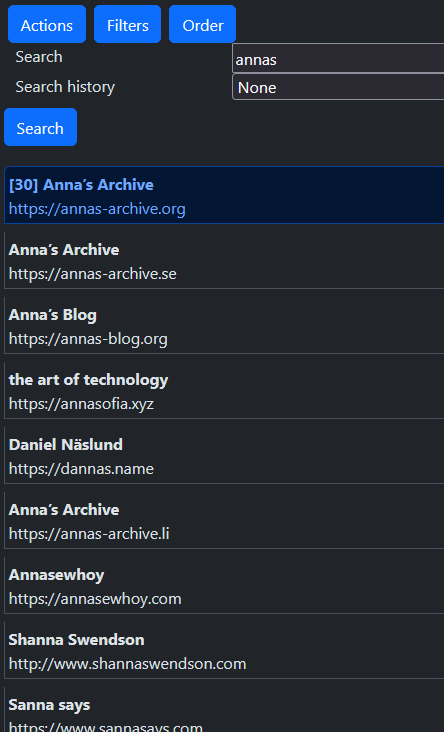 Actions Filters Order
Search annas
Search history None
Search
[30] Anna's Archive
https://annas-archive.org
Anna's Archive
https://annas-archive.se
Anna's Blog
https://annas-blog.org
the art of technology
https://annasofia.xyz
Daniel Näslund
https://dannas.name
Anna's Archive
https://annas-archive.li
Annasewhoy
https://annasewhoy.com
Shanna Swendson
http://www.shannaswendson.com
Sanna says
https://www.sannasays.com